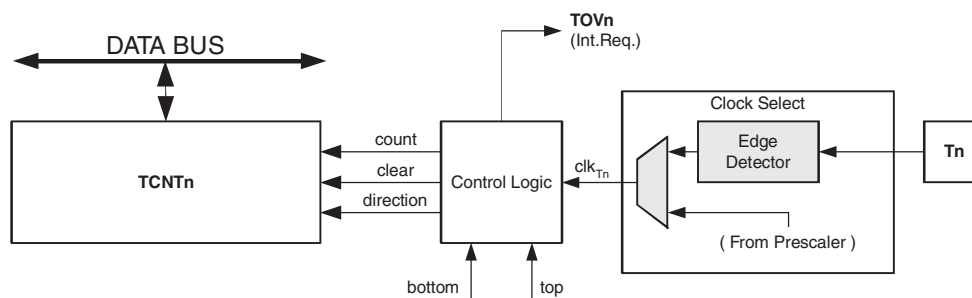 TOVn
(Int.Req.)
DATA BUS
Clock Select
count
Edge
Detector
Tn
TCNTn
clear
Control Logic
clkTn
direction
( From Prescaler )
bottom
top